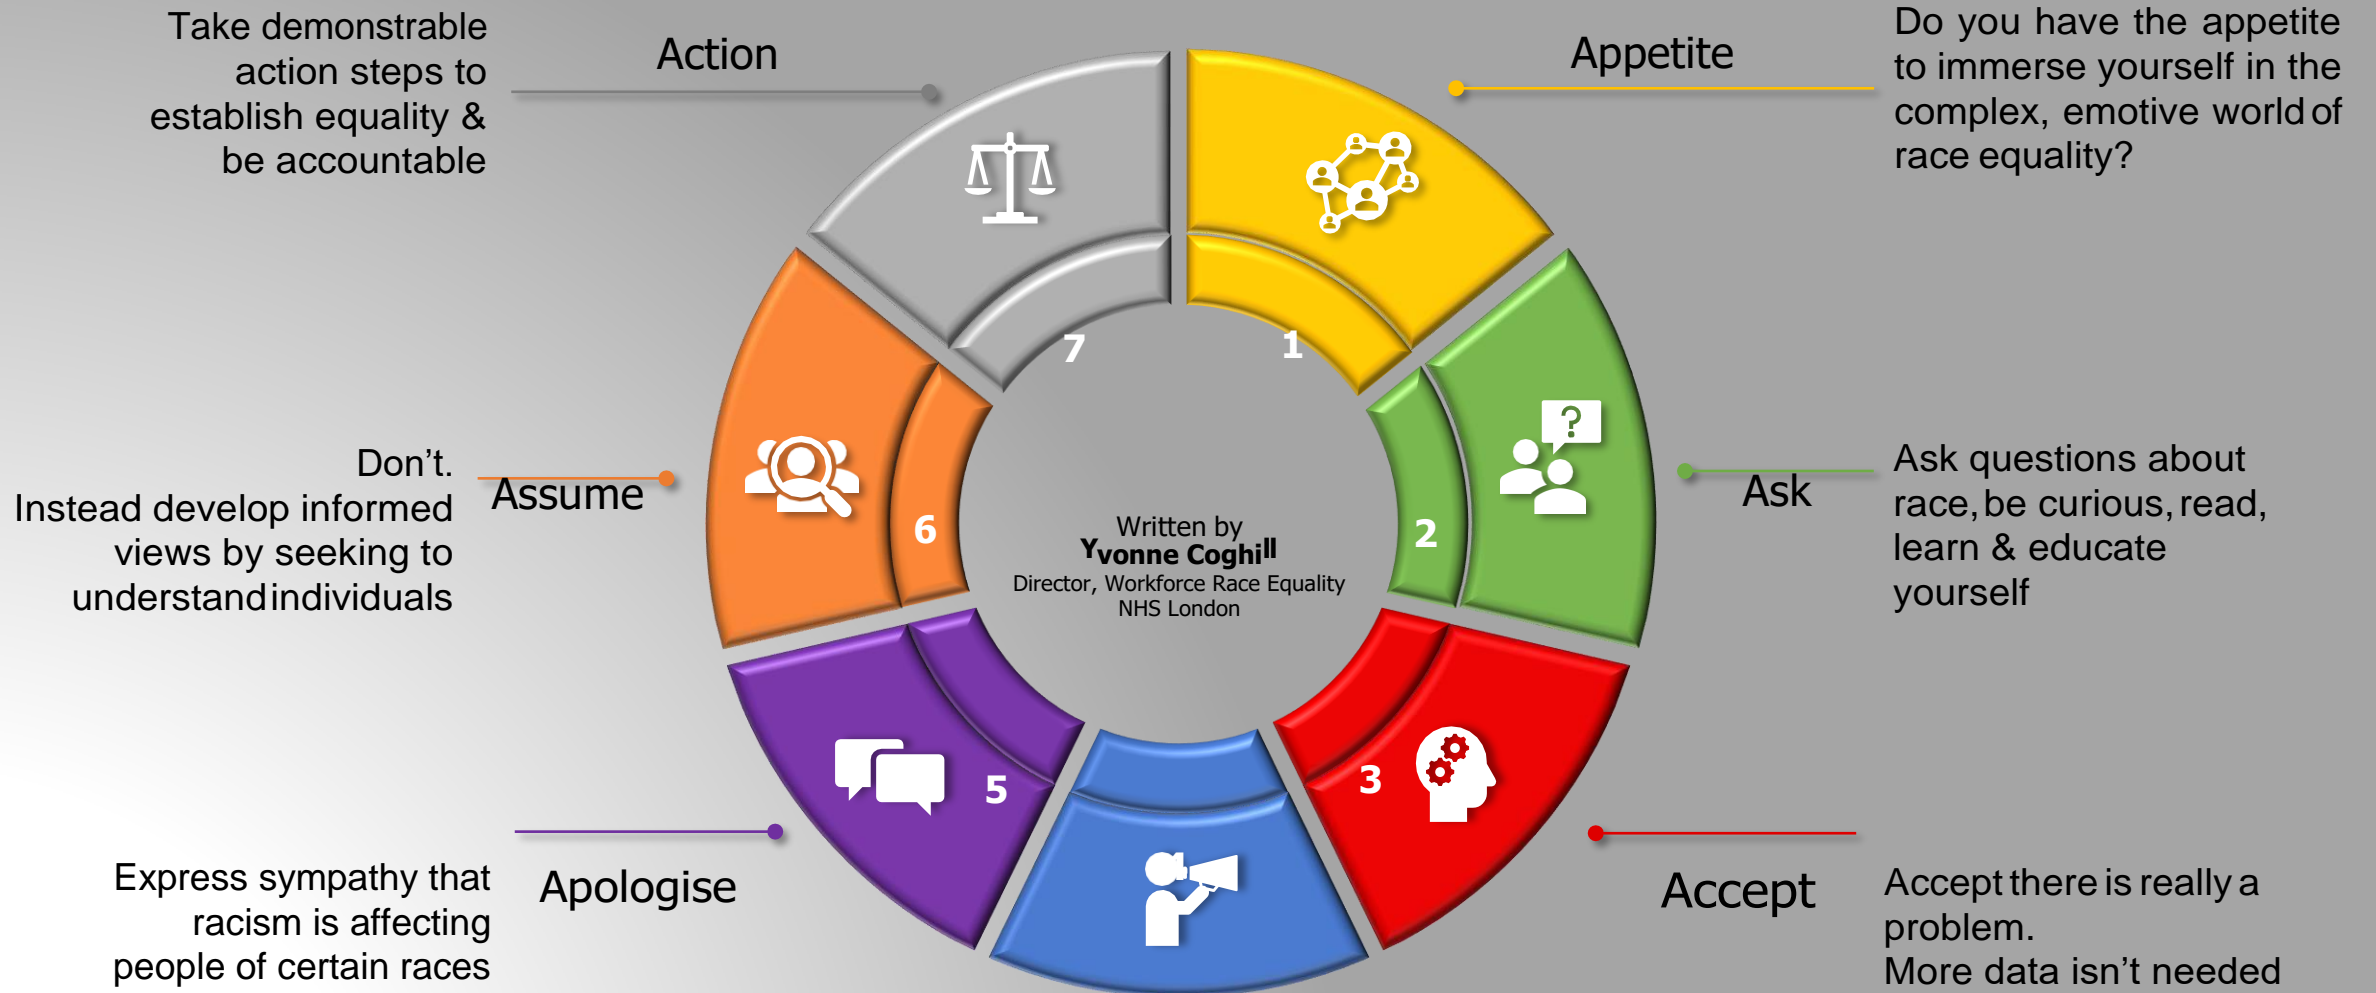 Take demonstrable
action steps to
establish equality &
be accountable
Action
Appetite
Do you have the appetite
to immerse yourself in the
complex, emotive world of
race equality?
7
1
Don't.
Instead develop informed
views by seeking to
understand individuals
Assume
6
Written by
Yvonne Coghill
Director, Workforce Race Equality
NHS London
2
?
Ask
Ask questions about
race, be curious, read,
learn & educate
yourself
5
3
Express sympathy that
racism is affecting
people of certain races
Apologise
Accept
Accept there is really a
problem.
More data isn't needed